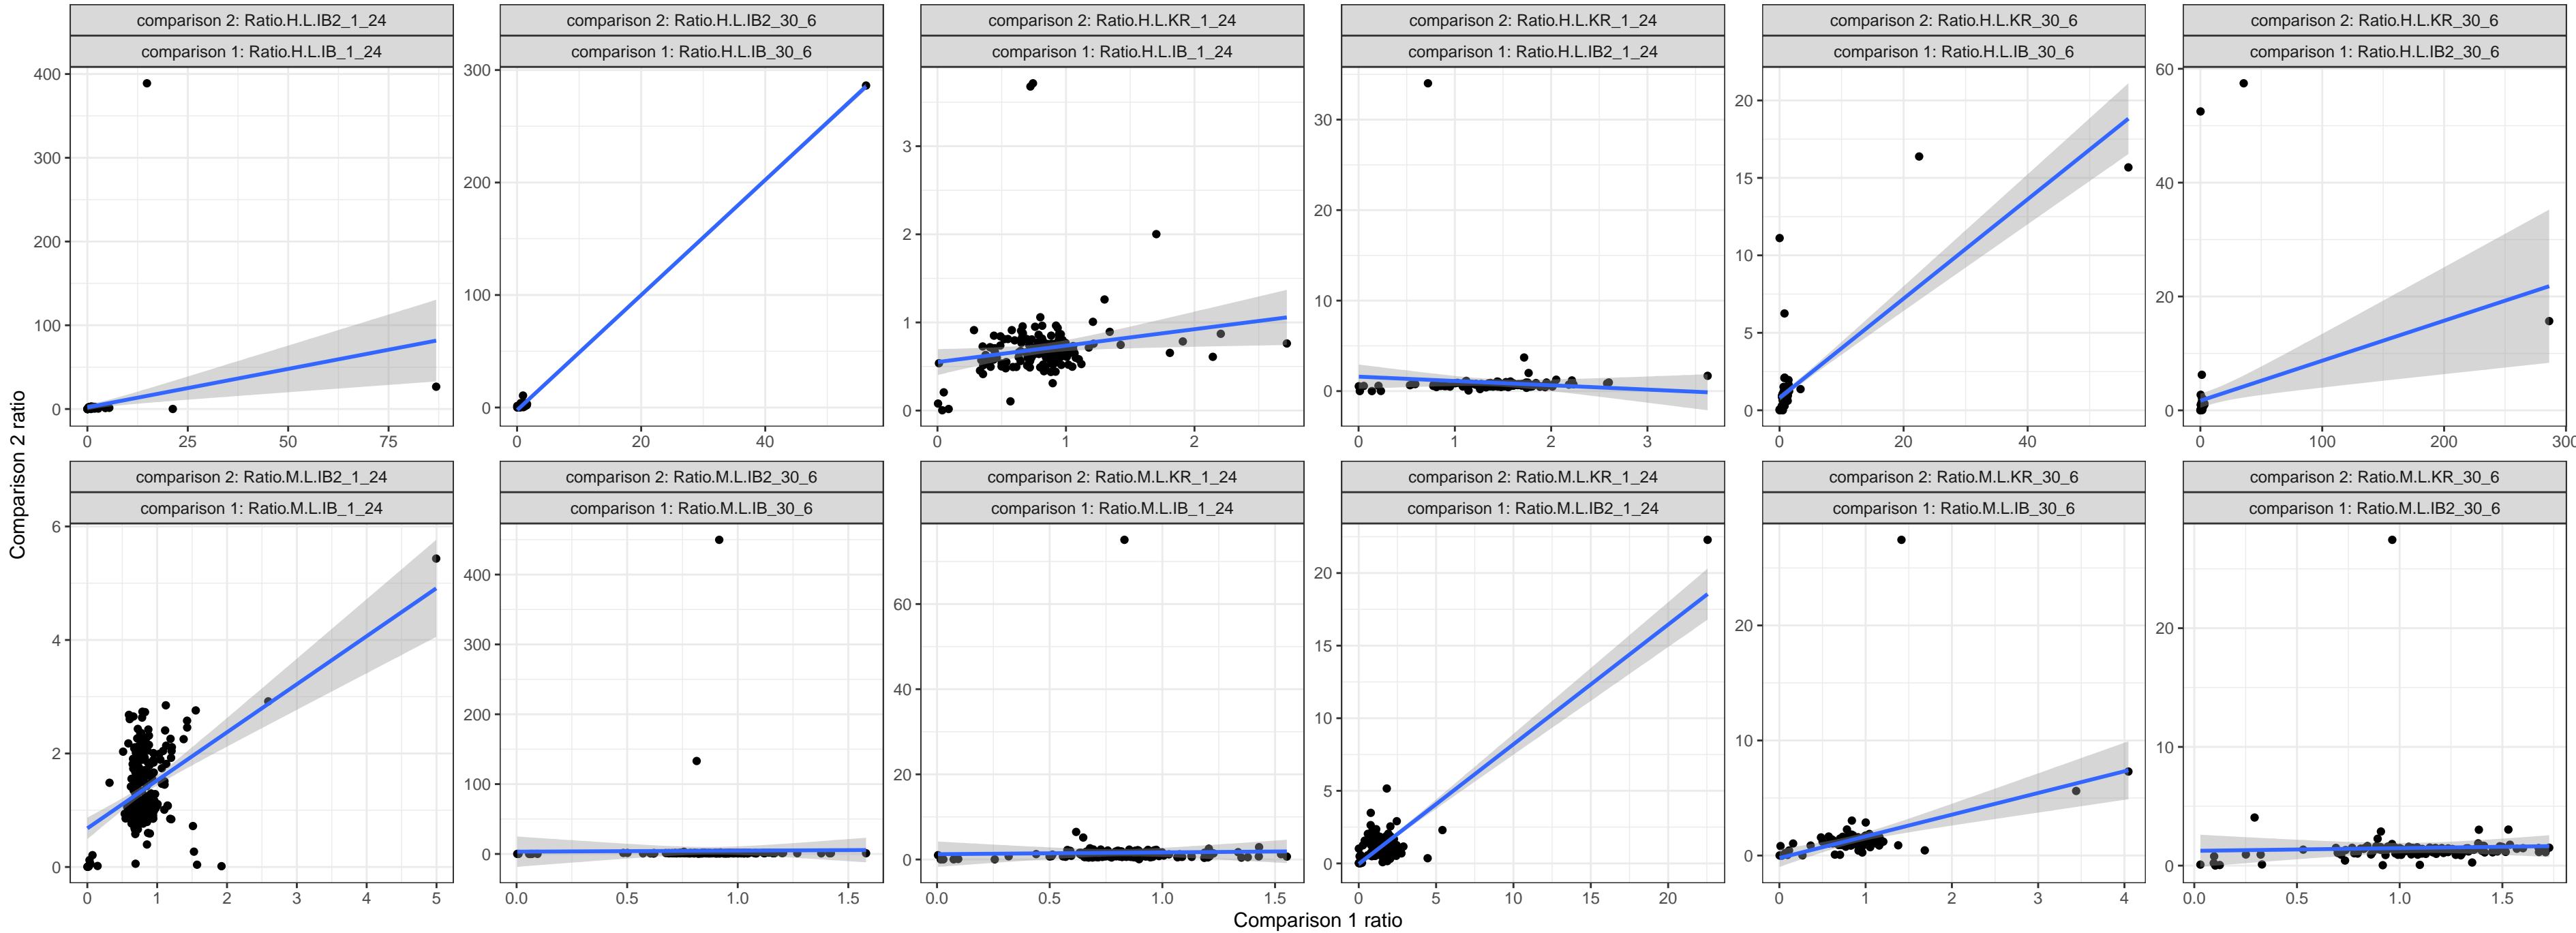 comparison 2: Ratio.H.L.IB2_1_24
comparison 1: Ratio.H.L.IB_1_24
400
300
200
100
0
0 25 50 75
comparison 2: Ratio.H.L.IB2_30_6
comparison 1: Ratio.H.L.IB_30_6
300
200
100
0
0 20 40
comparison 2: Ratio.H.L.KR_1_24
comparison 1: Ratio.H.L.IB_1_24
3
2
1
0
0 1 2
comparison 2: Ratio.H.L.KR_1_24
comparison 1: Ratio.H.L.IB2_1_24
30
20
10
0
0 1 2 3
comparison 2: Ratio.H.L.KR_30_6
comparison 1: Ratio.H.L.IB_30_6
20
15
10
5
0
0 20 40
comparison 2: Ratio.H.L.KR_30_6
comparison 1: Ratio.H.L.IB2_30_6
60
40
20
0
0 100 200 300
comparison 2: Ratio.M.L.IB2_1_24
comparison 1: Ratio.M.L.IB_1_24
6
4
2
0
0 1 2 3 4 5
comparison 2: Ratio.M.L.IB2_30_6
comparison 1: Ratio.M.L.IB_30_6
400
300
200
100
0
0.0 0.5 1.0 1.5
comparison 2: Ratio.M.L.KR_1_24
comparison 1: Ratio.M.L.IB_1_24
60
40
20
0
0.0 0.5 1.0 1.5
comparison 2: Ratio.M.L.KR_1_24
comparison 1: Ratio.M.L.IB2_1_24
20
15
10
5
0
0 5 10 15 20
comparison 2: Ratio.M.L.KR_30_6
comparison 1: Ratio.M.L.IB_30_6
20
10
0
0 1 2 3 4
comparison 2: Ratio.M.L.KR_30_6
comparison 1: Ratio.M.L.IB2_30_6
20
10
0
0.0 0.5 1.0 1.5
Comparison 2 ratio
Comparison 1 ratio